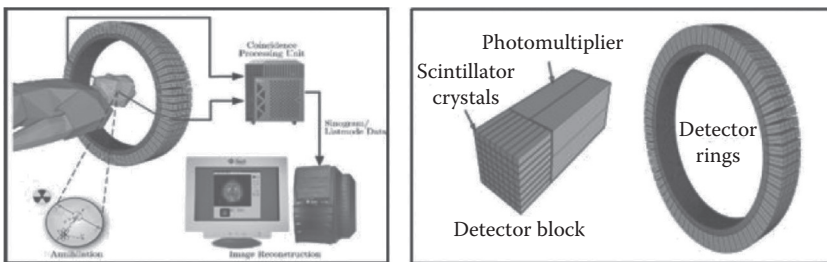 Coincidence
Processing Unit
Sinogram/
Listmode Data
Annihilation
Image Reconstruction
Photomultiplier
Scintillator
crystals
Detector
rings
Detector block